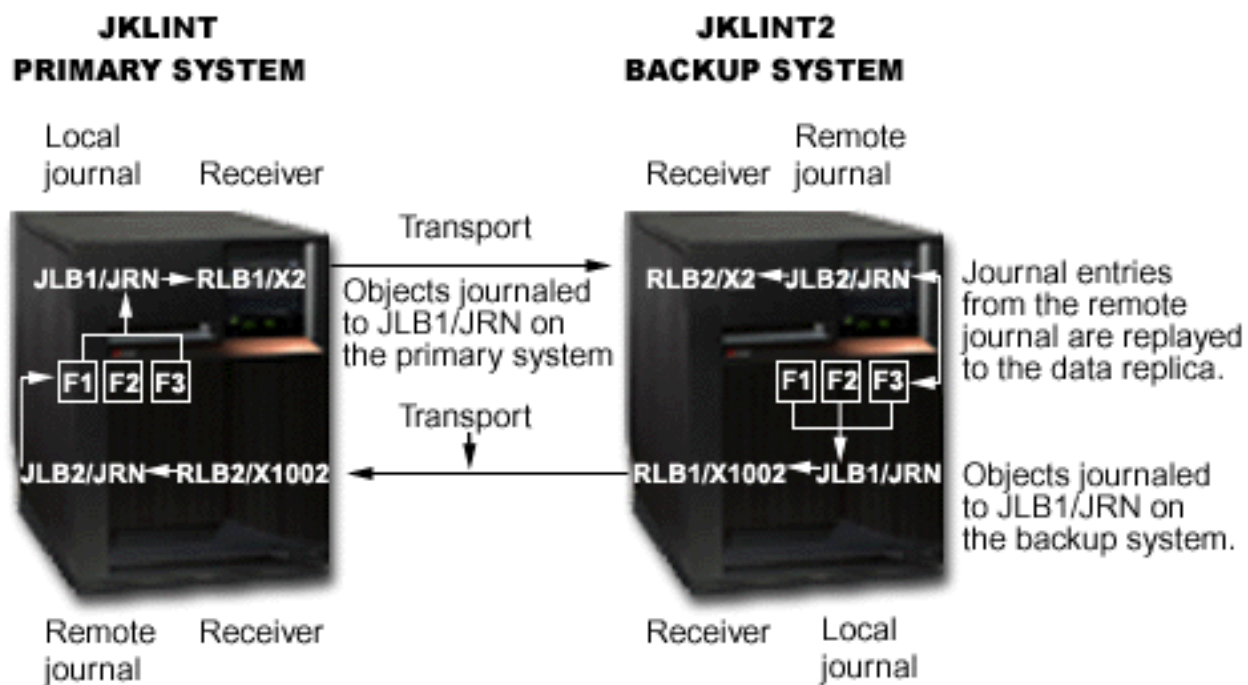 JKLINT
PRIMARY SYSTEM
JKLINT2
BACKUP SYSTEM
Local
journal
Receiver
Receiver
Remote
journal
JLB1/JRN
RLB1/X2
Transport
Objects journaled
to JLB1/JRN on
the primary system
RLB2/X2
JLB2/JRN
Journal entries
from the remote
journal are replayed
to the data replica.
F1
F2
F3
F1
F2
F3
Transport
JLB2/JRN
RLB2/X1002
RLB1/X1002
JLB1/JRN
Objects journaled
to JLB1/JRN on
the backup system.
Remote
journal
Receiver
Receiver
Local
journal